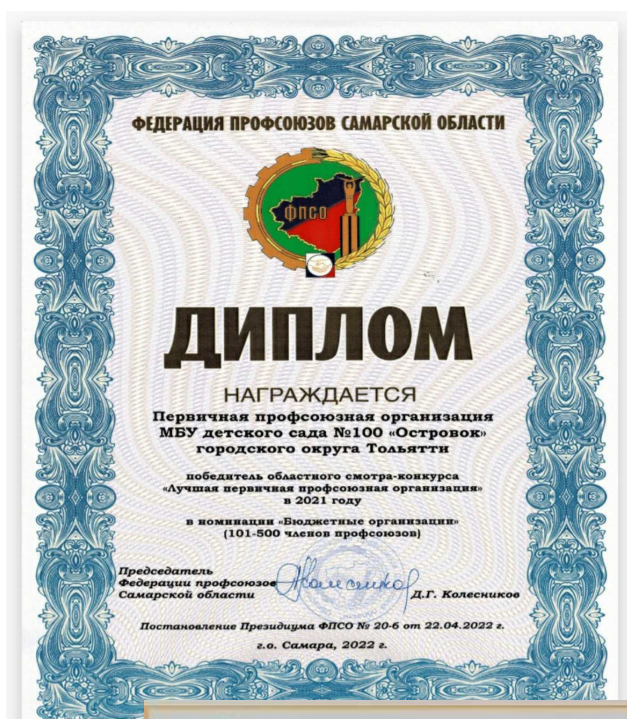 ФЕДЕРАЦИЯ ПРОФСОЮЗОВ САМАРСКОЙ ОБЛАСТИ
ФПСО
ДИПЛОМ
НАГРАЖДАЕТСЯ
Первичная профсоюзная организация
МБУ детского сада №100 «Островок»
городского округа Тольятти
победитель областного смотра-конкурса
«Лучшая первичная профсоюзная организация»
в 2021 году
в номинации «Бюджетные организации»
(101-500 членов профсоюзов)
Председатель
Федерации профсоюзов
Самарской области
Д.Г. Колесников
Постановление Президиума ФПСО № 20-6 от 22.04.2022 г.
г.о. Самара, 2022 г.